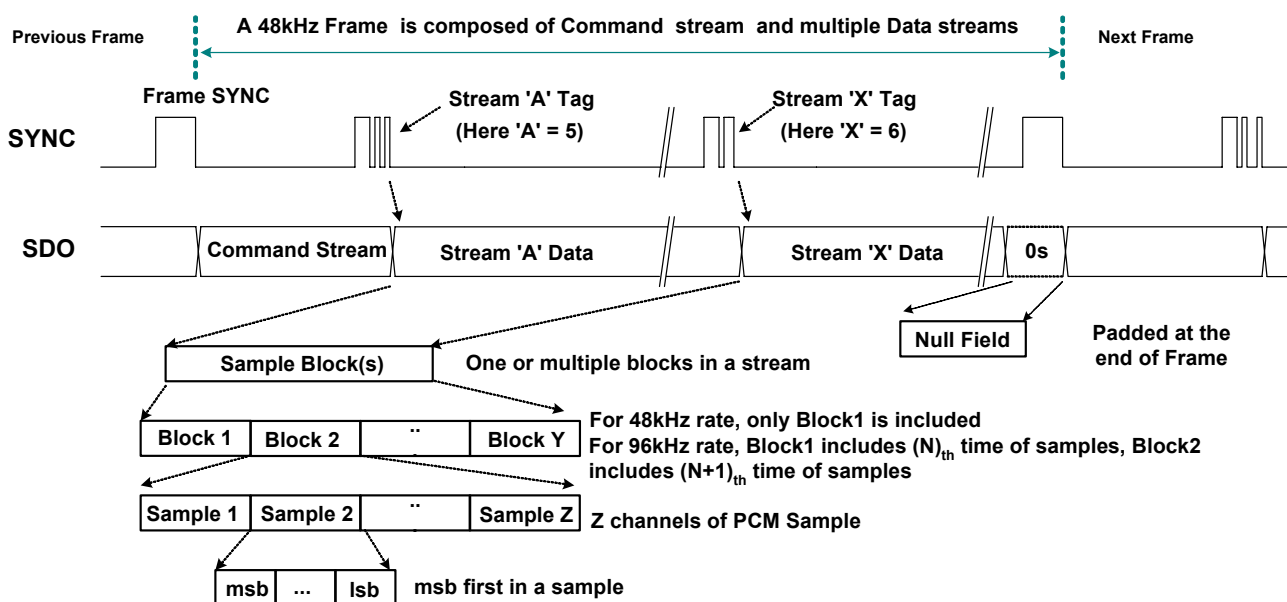 A 48kHz Frame is composed of Command stream and multiple Data streams
Previous Frame
Next Frame
Frame SYNC
Stream 'A' Tag
(Here 'A' = 5)
Stream 'X' Tag
(Here 'X' = 6)
SYNC
SDO
Command Stream
Stream 'A' Data
Stream 'X' Data
0s
Null Field
Padded at the
end of Frame
Sample Block(s)
One or multiple blocks in a stream
Block 1
Block 2
..
Block Y
For 48kHz rate, only Block1 is included
For 96kHz rate, Block1 includes (N)th time of samples, Block2
includes (N+1)th time of samples
Sample 1
Sample 2
..
Sample Z
Z channels of PCM Sample
msb
...
lsb
msb first in a sample